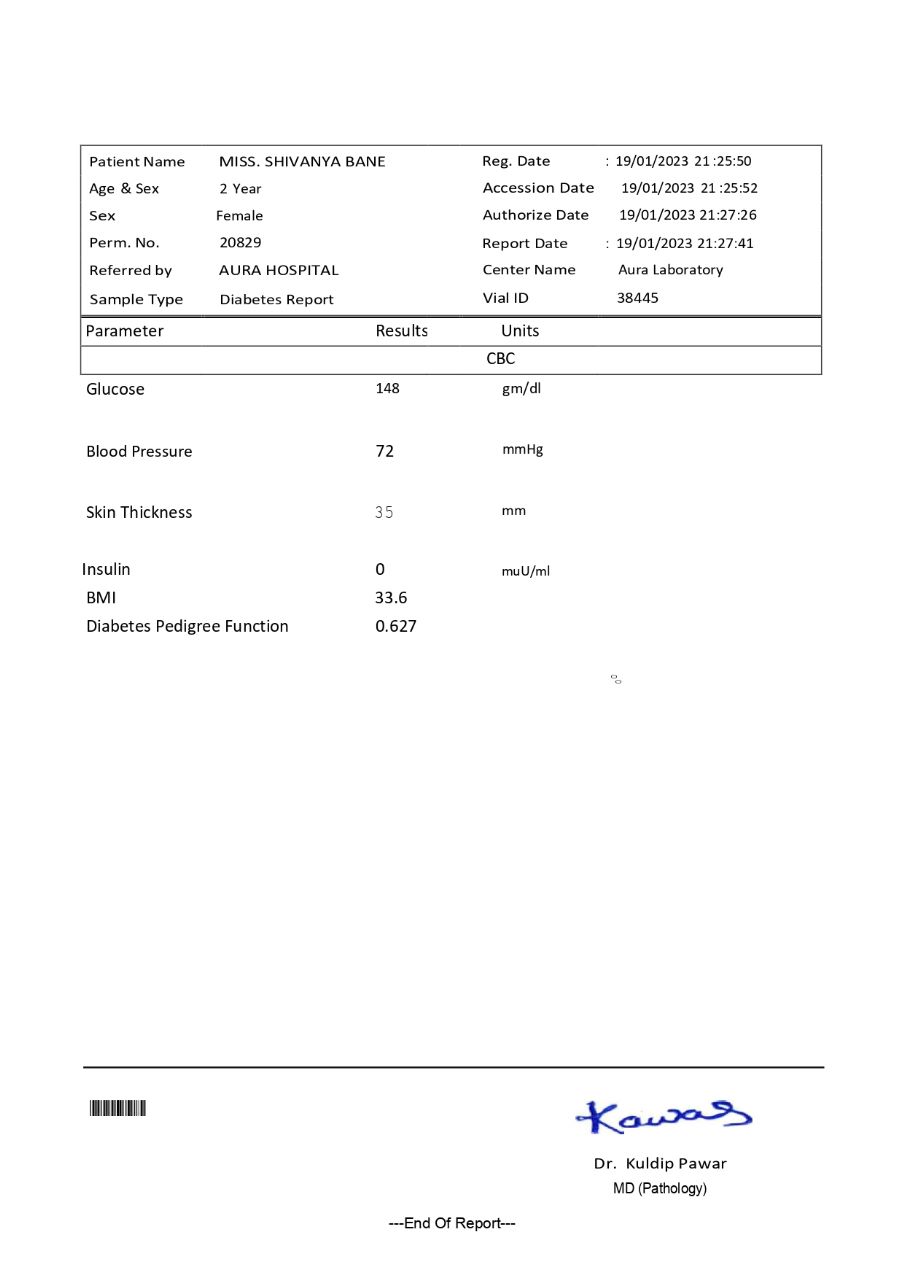 Patient Name MISS. SHIVANYA BANE Reg. Date : 19/01/2023 21:25:50
Age & Sex 2 Year Accession Date 19/01/2023 21:25:52
Sex Female Authorize Date 19/01/2023 21:27:26
Perm. No. 20829 Report Date : 19/01/2023 21:27:41
Referred by AURA HOSPITAL Center Name Aura Laboratory
Sample Type Diabetes Report Vial ID 38445
Parameter Results Units
CBC
Glucose 148 gm/dl
Blood Pressure 72 mmHg
Skin Thickness 35 mm
Insulin 0 muU/ml
BMI 33.6
Diabetes Pedigree Function 0.627
%
Dr. Kuldip Pawar
MD (Pathology)
---End Of Report---